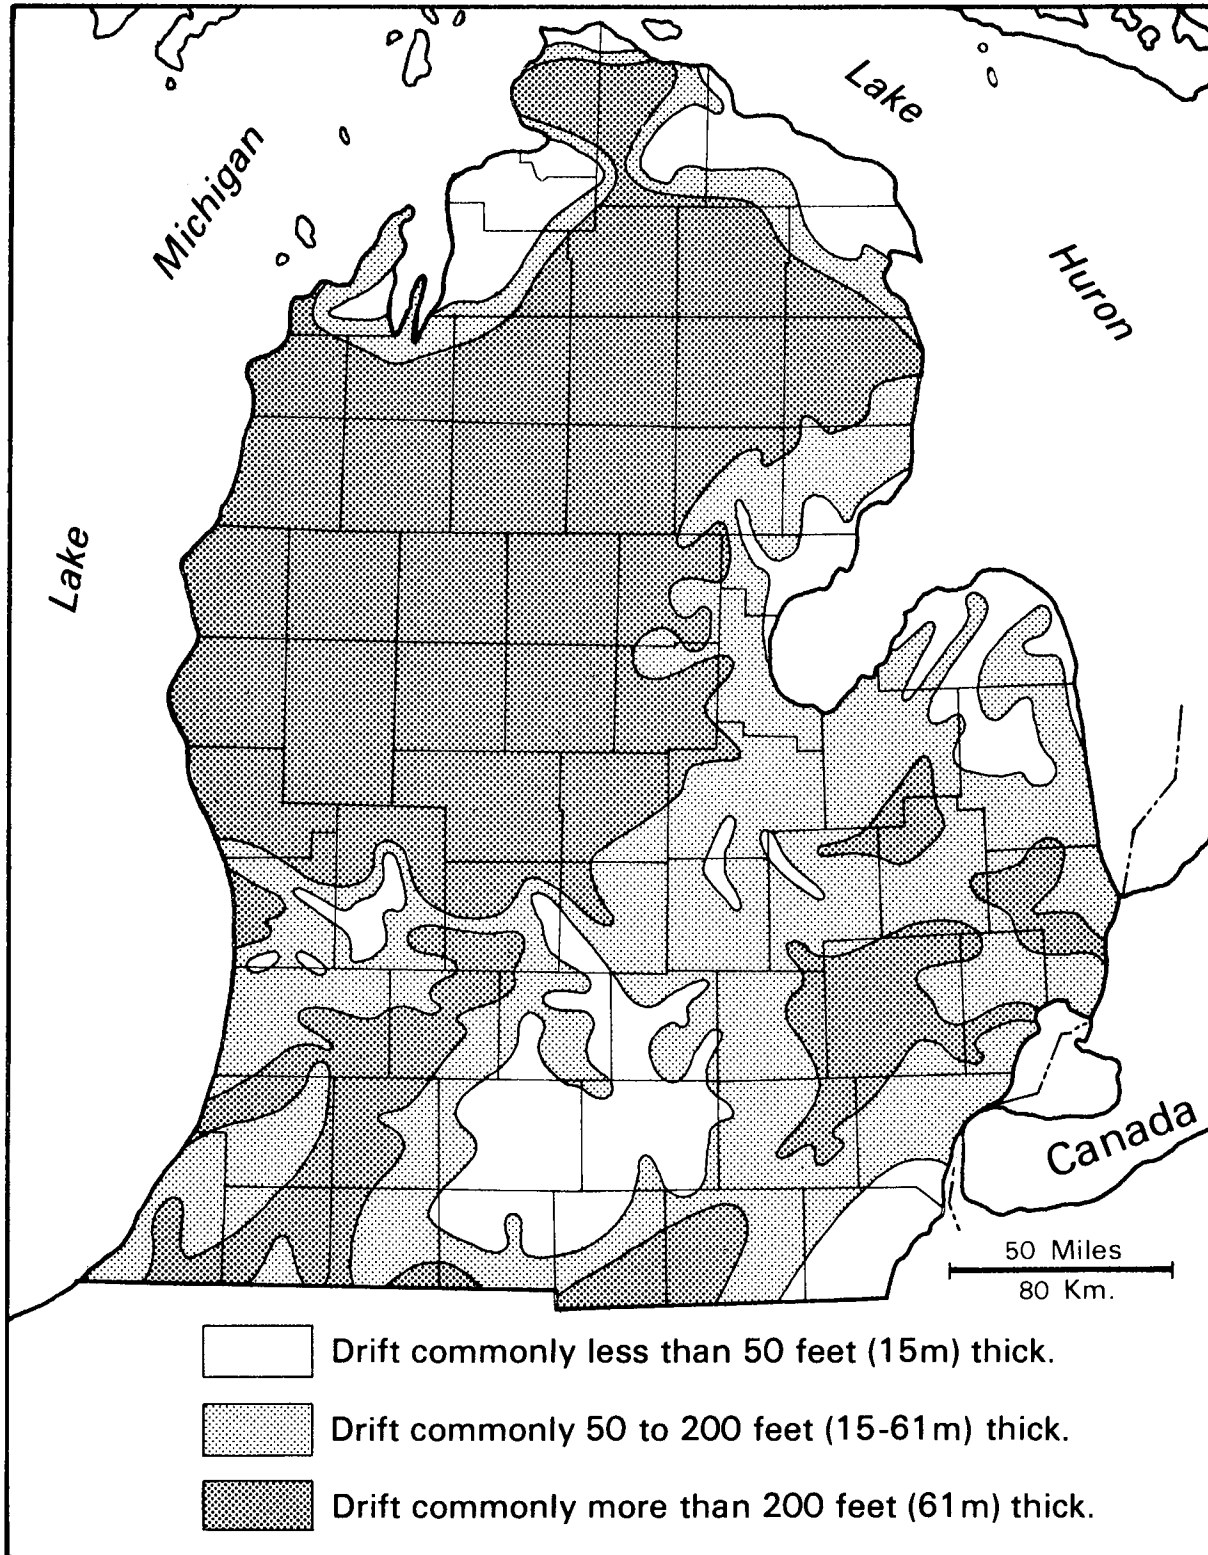 Lake
Michigan
Huron
Lake
Canada
50 Miles
80 Km.
Drift commonly less than 50 feet (15m) thick.
Drift commonly 50 to 200 feet (15-61m) thick.
Drift commonly more than 200 feet (61m) thick.